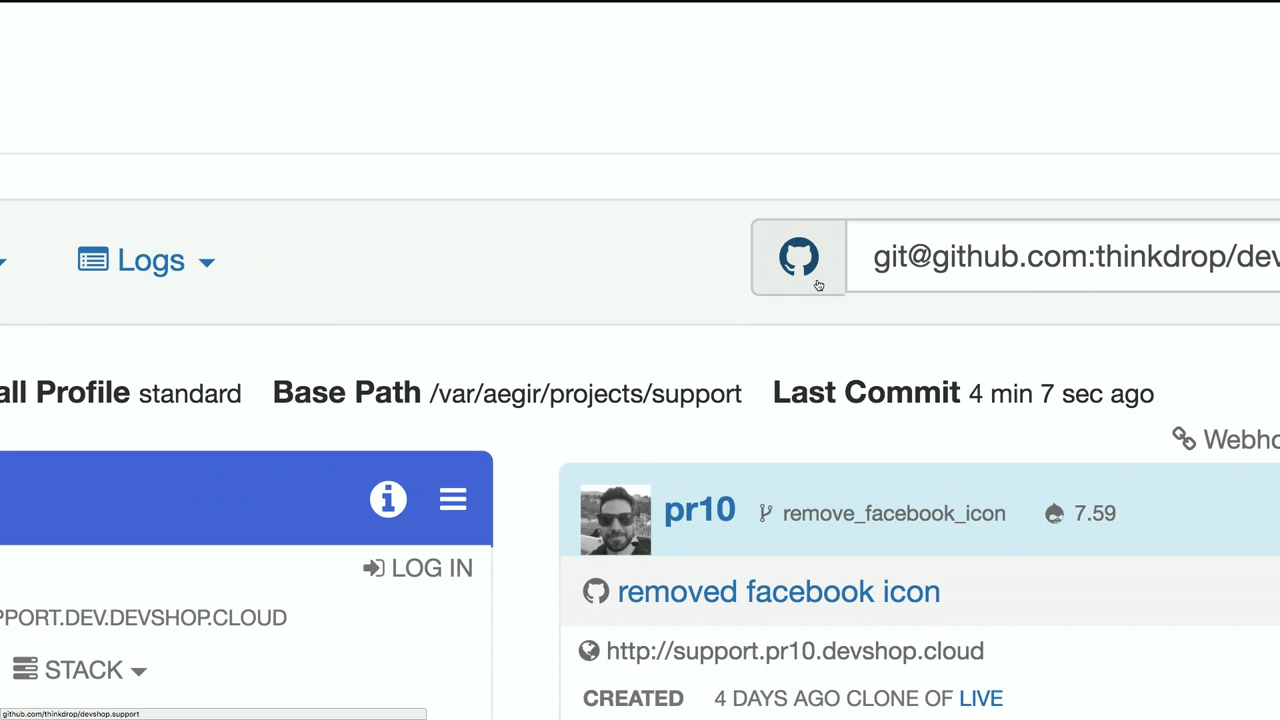 Logs
git@github.com:thinkdrop/dev
all Profile standard Base Path /var/aegir/projects/support Last Commit 4 min 7 sec ago
Webho
pr10 remove_facebook_icon 7.59
LOG IN
removed facebook icon
PPORT.DEV.DEVSHOP.CLOUD
http://support.pr10.devshop.cloud
STACK
CREATED 4 DAYS AGO CLONE OF LIVE
github.com/thinkdrop/devshop.support